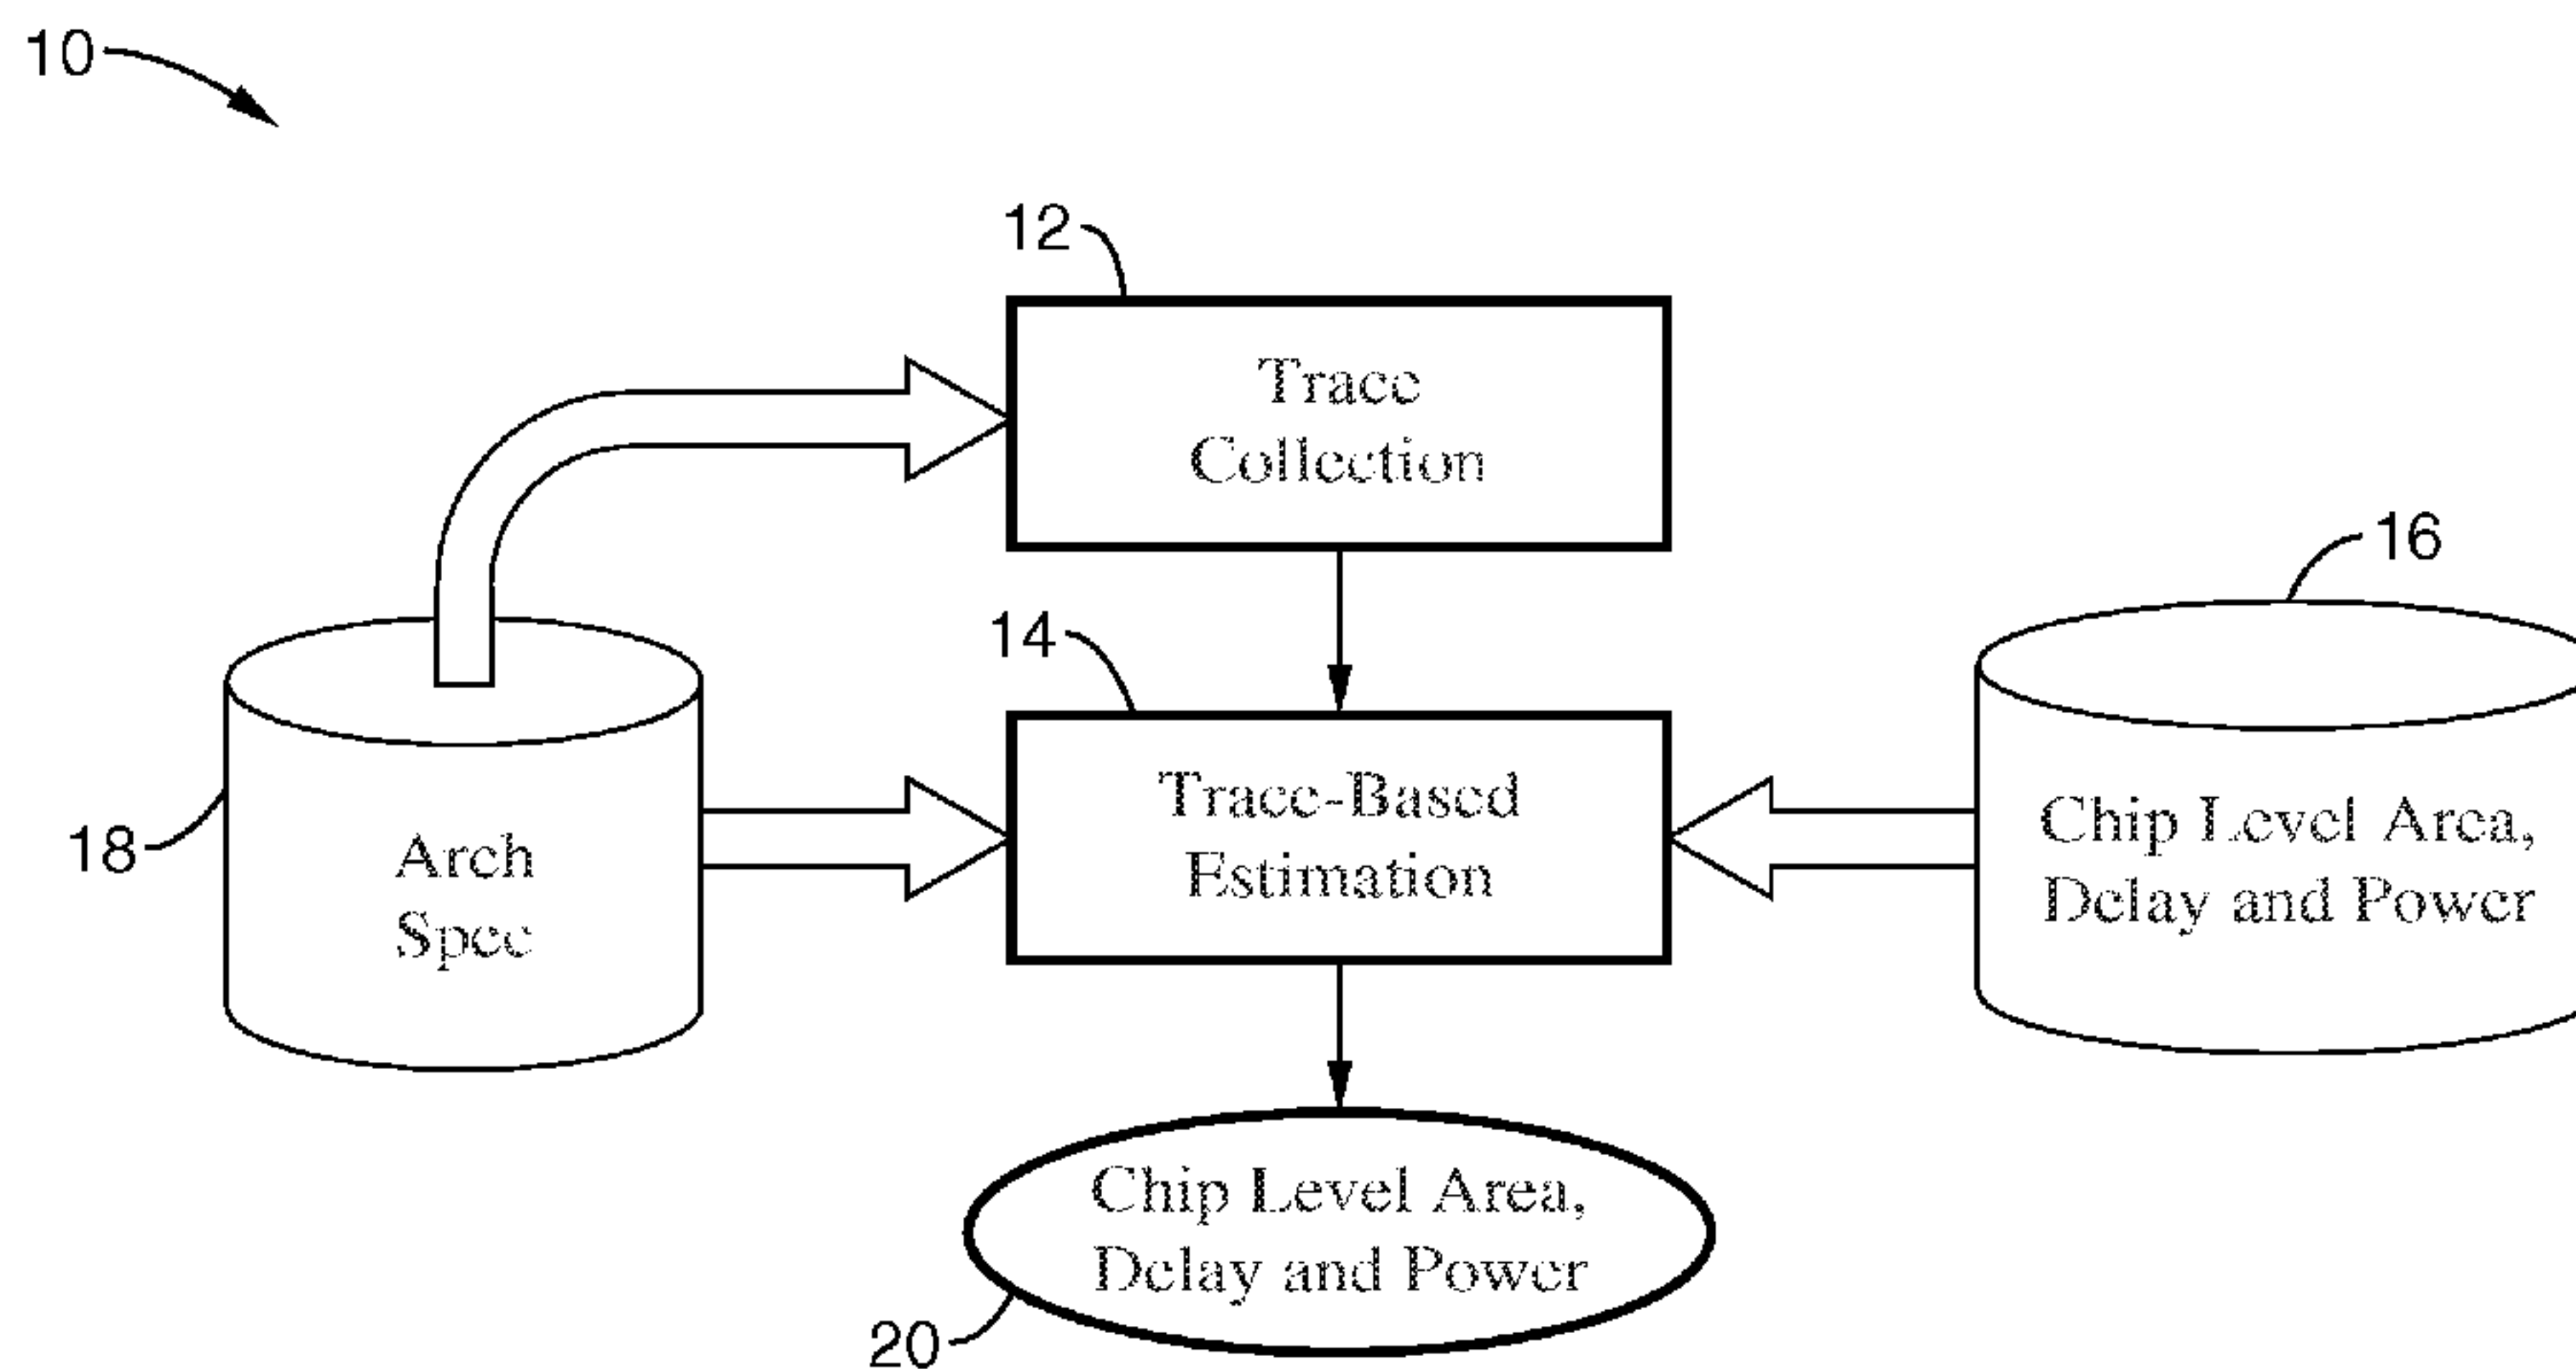 10
12
Trace
Collection
16
14
Trace-Based
Estimation
Chip Level Area,
Delay and Power
18
Arch
Spec
Chip Level Area,
Delay and Power
20